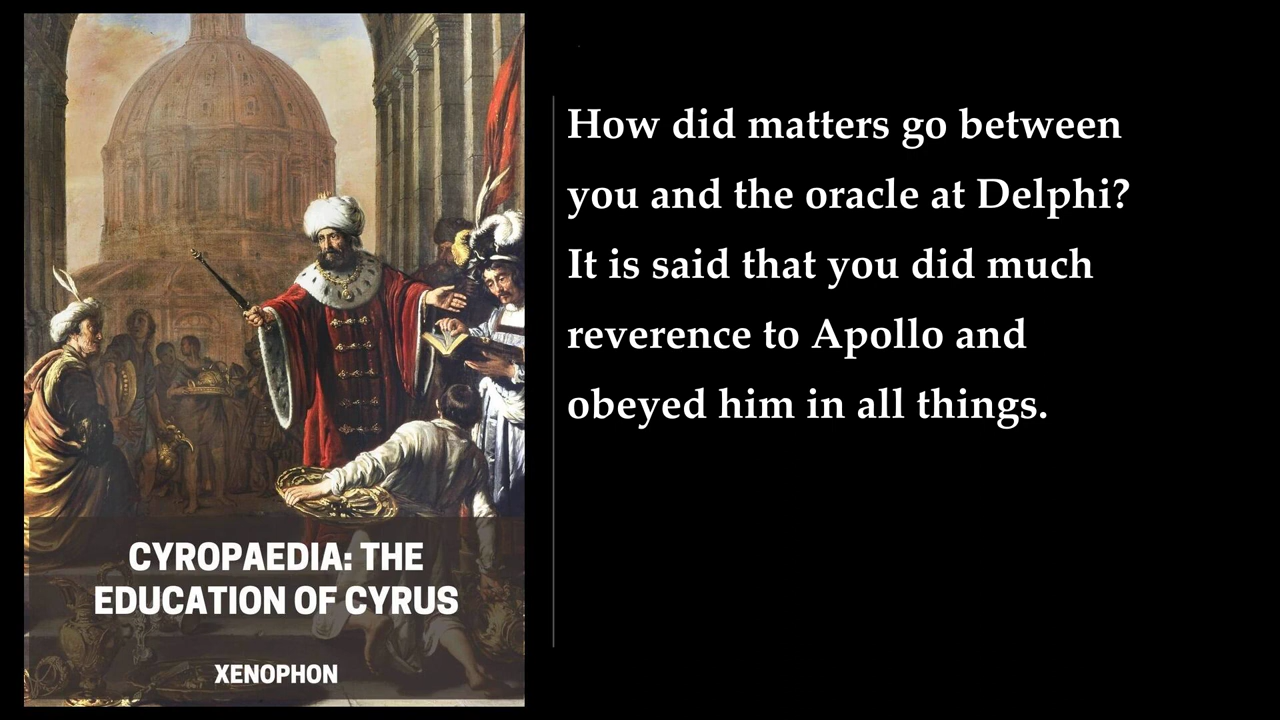 How did matters go between
you and the oracle at Delphi?
It is said that you did much
reverence to Apollo and
obeyed him in all things.
CYROPAEDIA: THE
EDUCATION OF CYRUS
XENOPHON